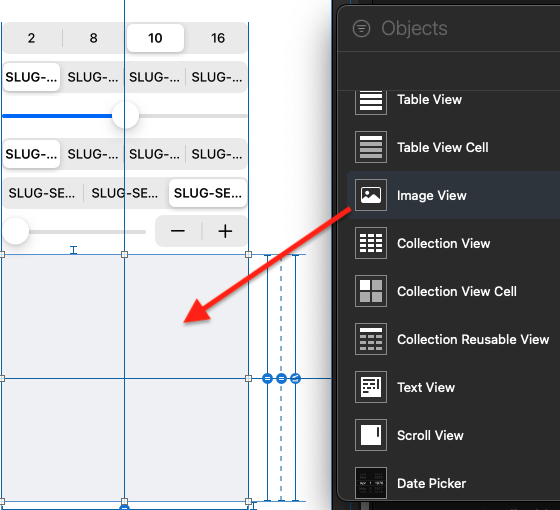 2 8 10 16
SLUG-... SLUG-... SLUG-... SLUG-...
SLUG-... SLUG-... SLUG-... SLUG-...
SLUG-SE... SLUG-SE... SLUG-SE...
− +
Objects
Table View
Table View Cell
Image View
Collection View
Collection View Cell
Collection Reusable View
Text View
Scroll View
Date Picker